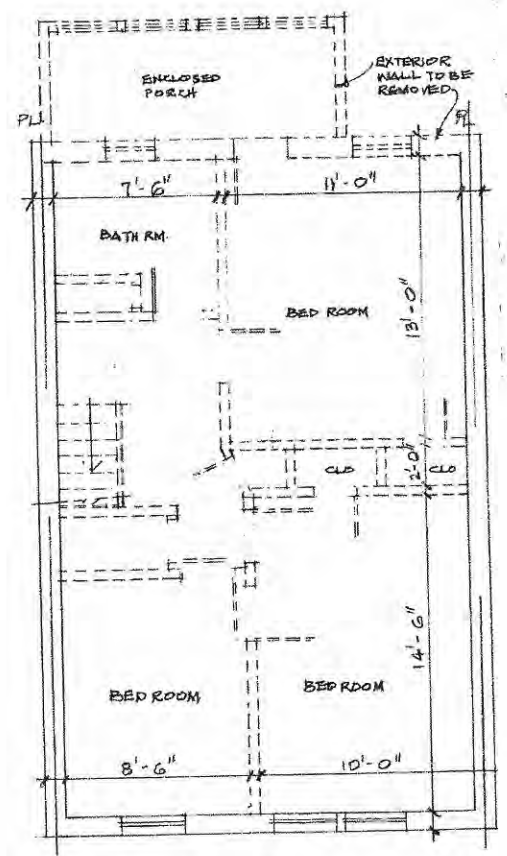 ENCLOSED
PORCH
EXTERIOR
WALL TO BE
REMOVED
PL
PL
7'-6"
11'-0"
BATH RM.
BED ROOM
13'-0"
CLO
2'-0"
CLO
14'-6"
BED ROOM
BED ROOM
8'-6"
10'-0"